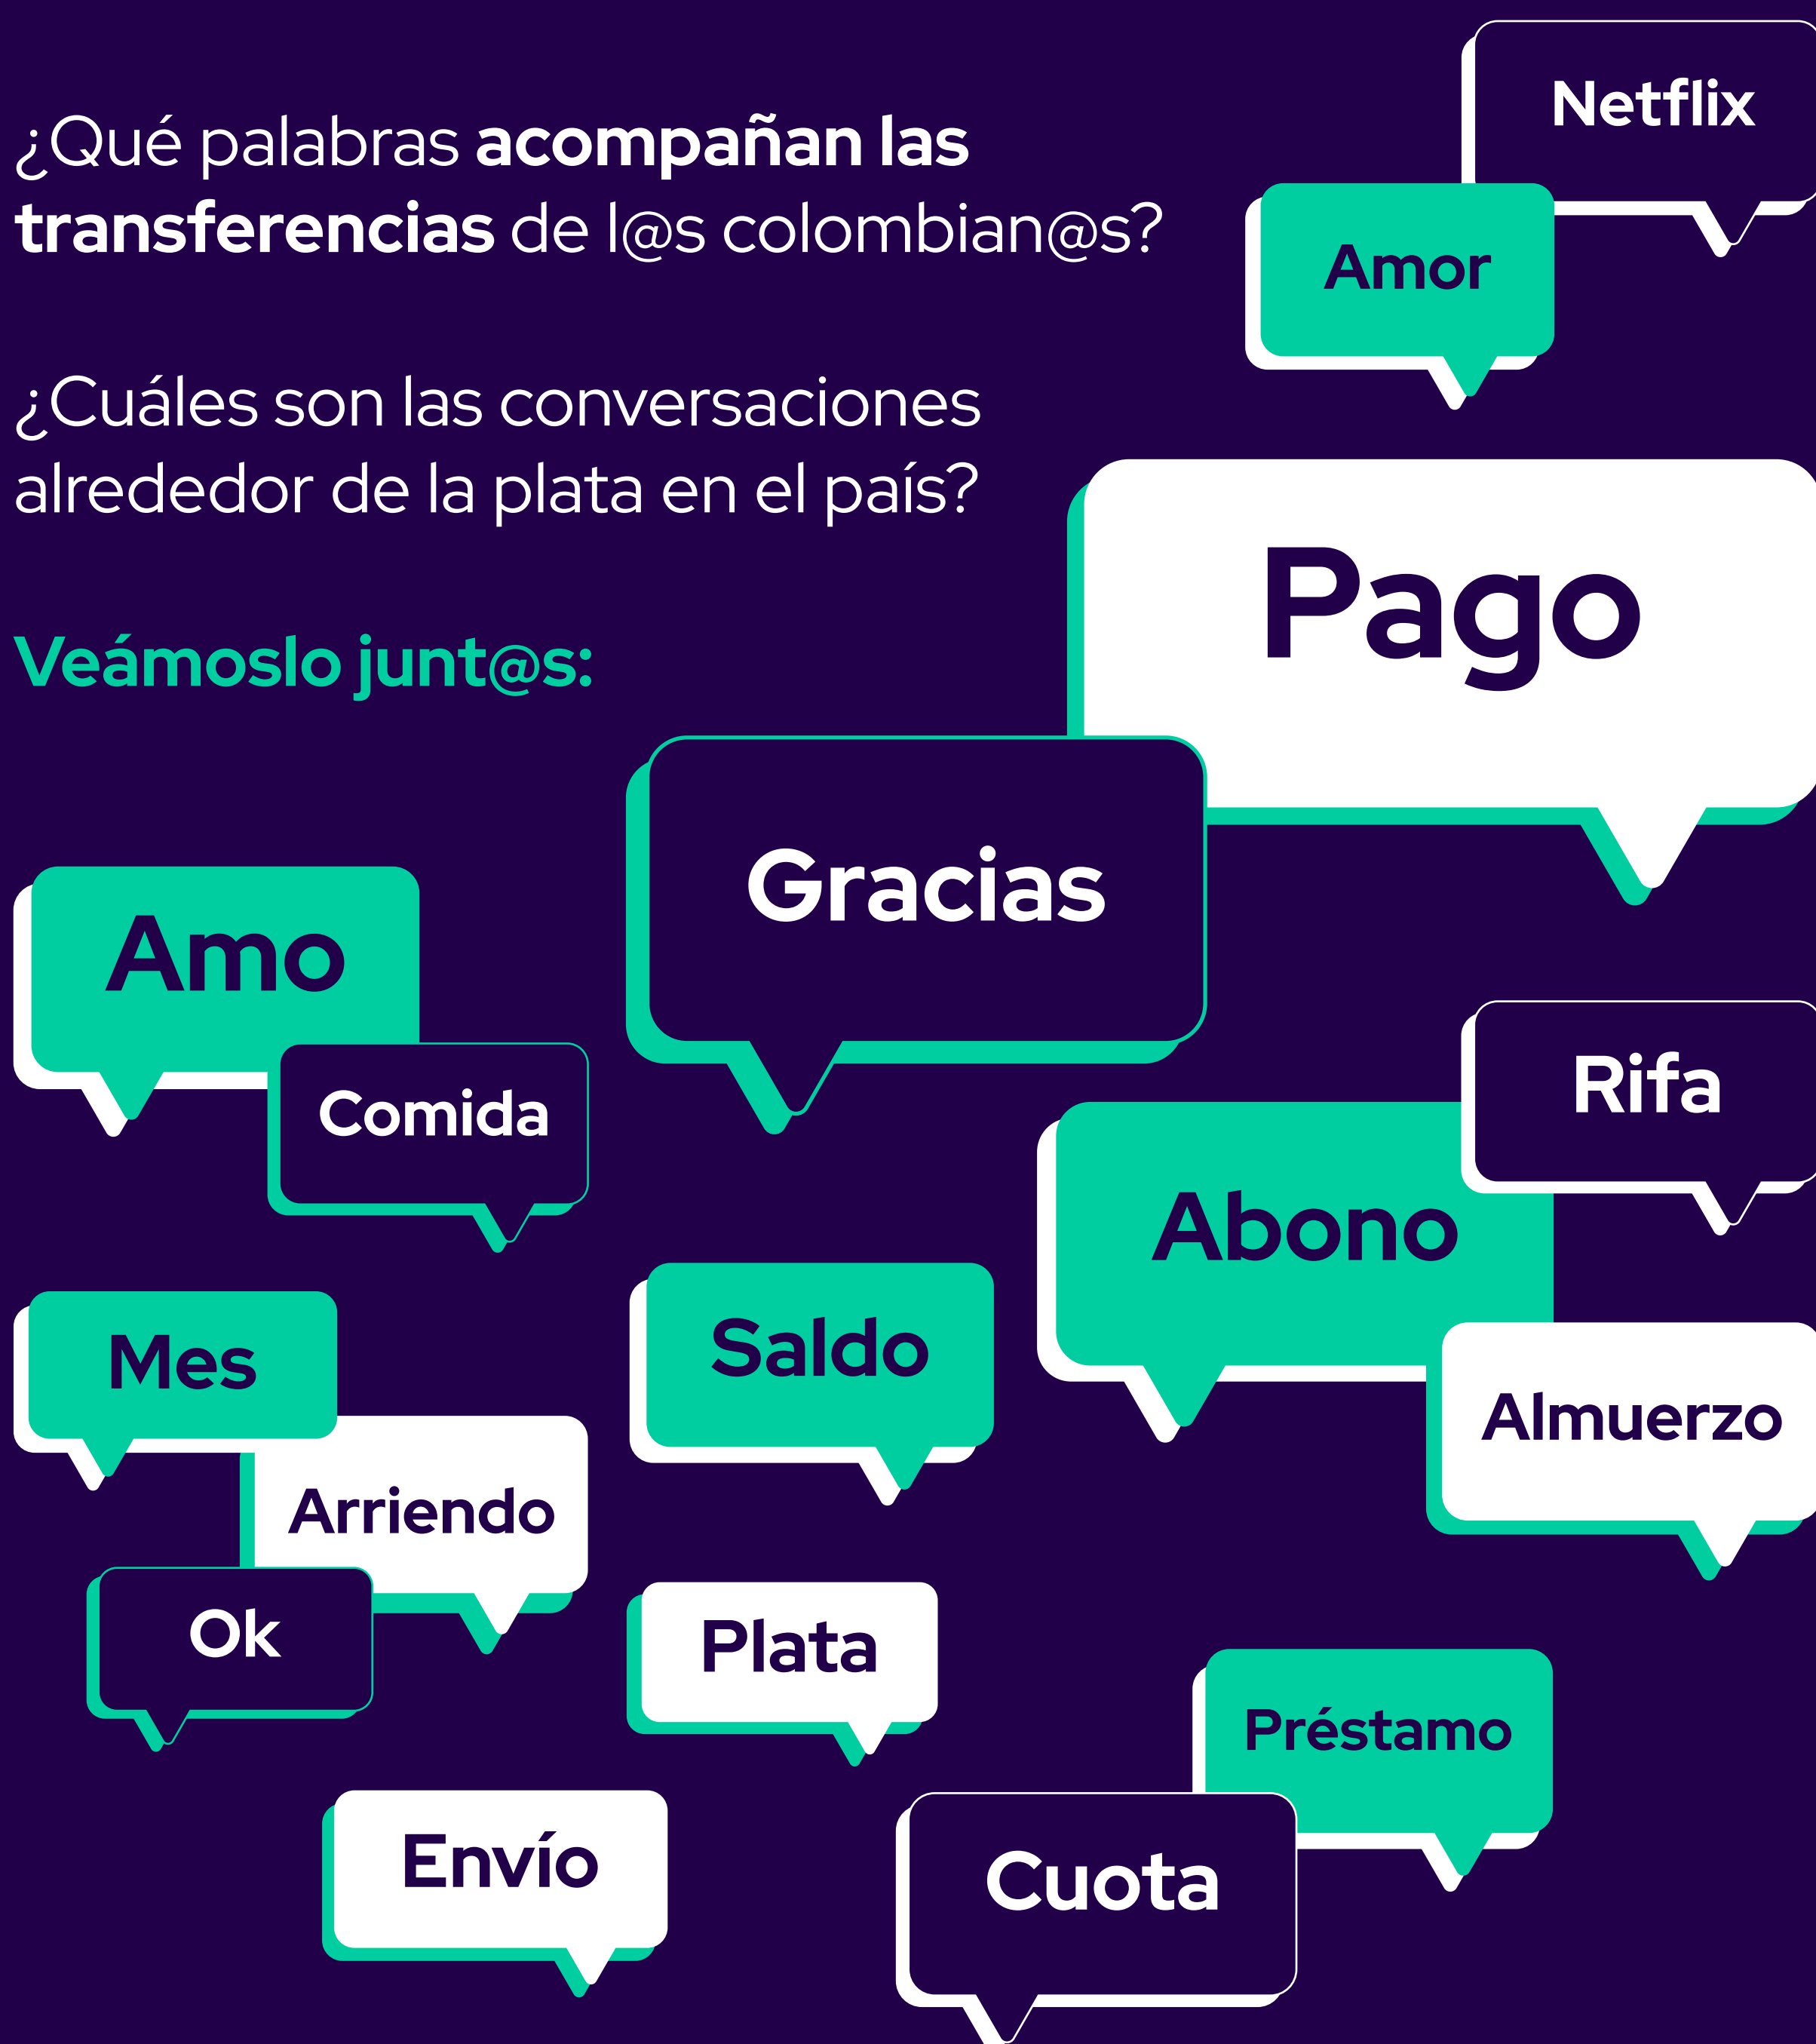 ¿Qué palabras acompañan las
transferencias de l@s colombian@s?
¿Cuáles son las conversaciones
alrededor de la plata en el país?
Veámoslo junt@s:
Netflix
Amor
Pago
Gracias
Amo
Comida
Rifa
Abono
Almuerzo
Saldo
Mes
Arriendo
Ok
Plata
Préstamo
Envío
Cuota